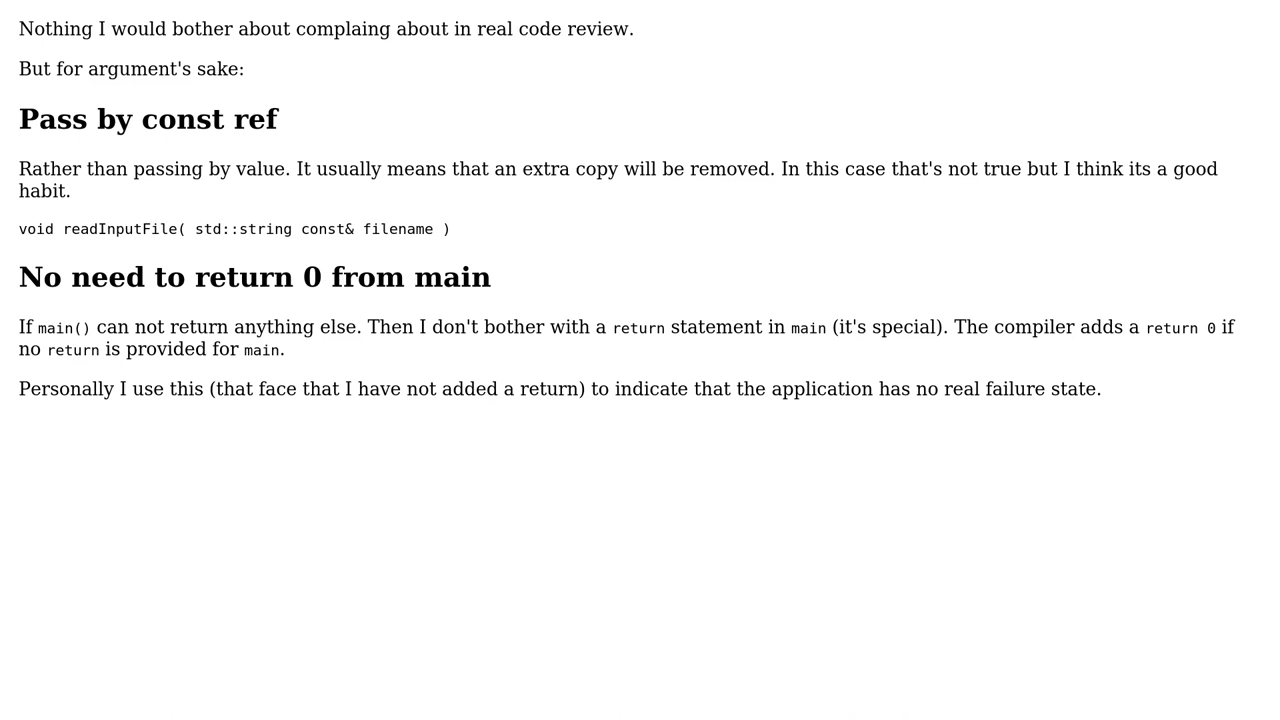 Nothing I would bother about complaing about in real code review.
But for argument's sake:
Pass by const ref
Rather than passing by value. It usually means that an extra copy will be removed. In this case that's not true but I think its a good
habit.
void readInputFile( std::string const& filename )
No need to return 0 from main
If main() can not return anything else. Then I don't bother with a return statement in main (it's special). The compiler adds a return 0 if
no return is provided for main.
Personally I use this (that face that I have not added a return) to indicate that the application has no real failure state.